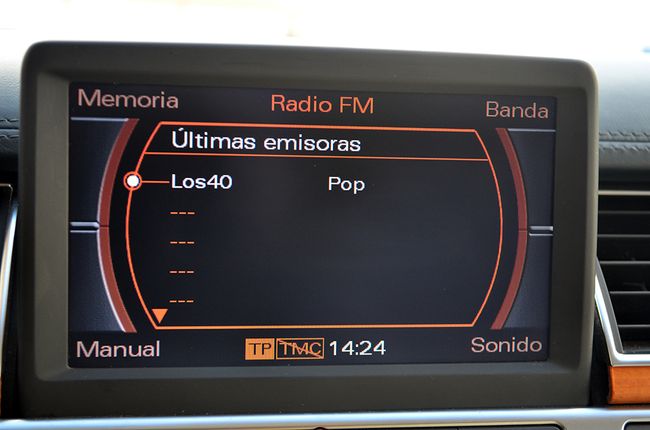 Memoria Radio FM Banda
Últimas emisoras
Los40 Pop
---
---
---
---
Manual TP TMC 14:24 Sonido